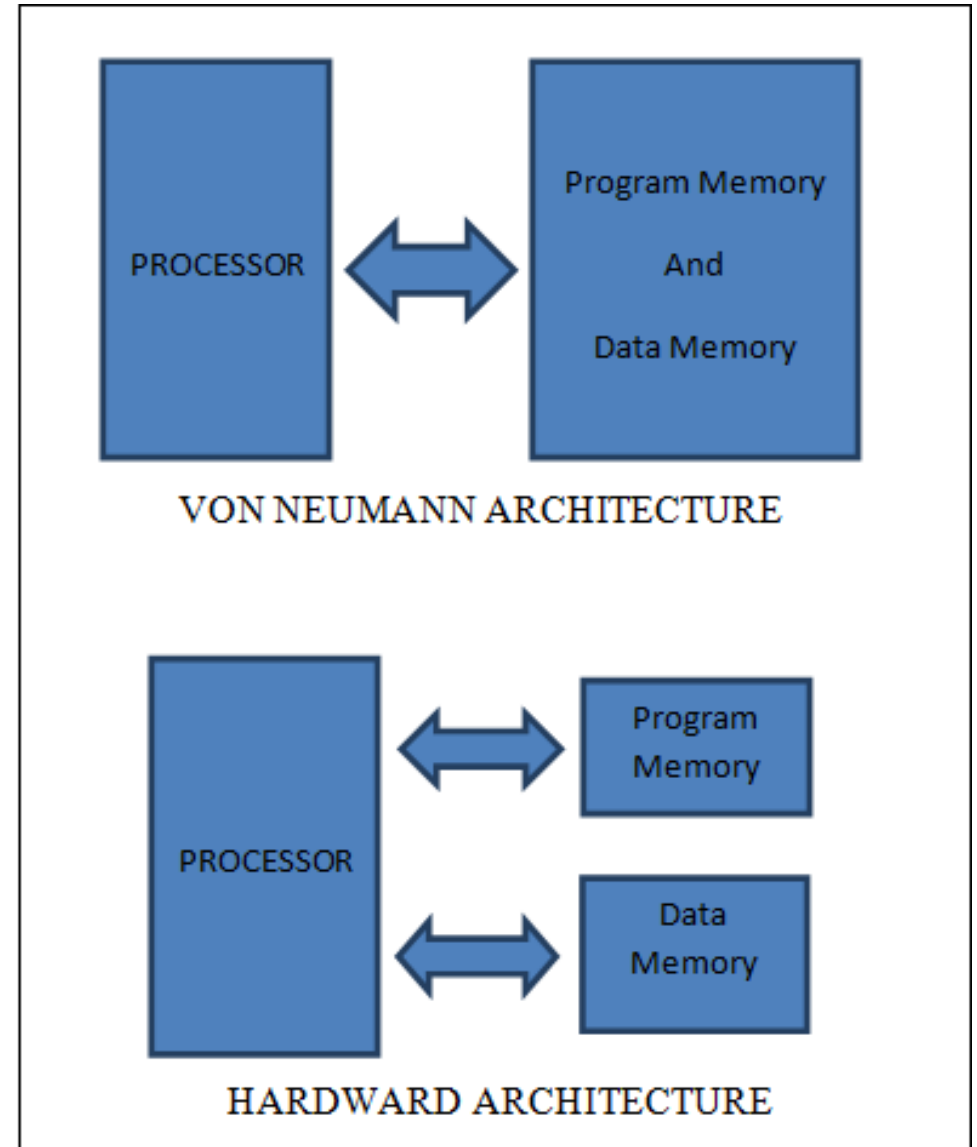 PROCESSOR
Program Memory
And
Data Memory
VON NEUMANN ARCHITECTURE
PROCESSOR
Program
Memory
Data
Memory
HARDWARD ARCHITECTURE